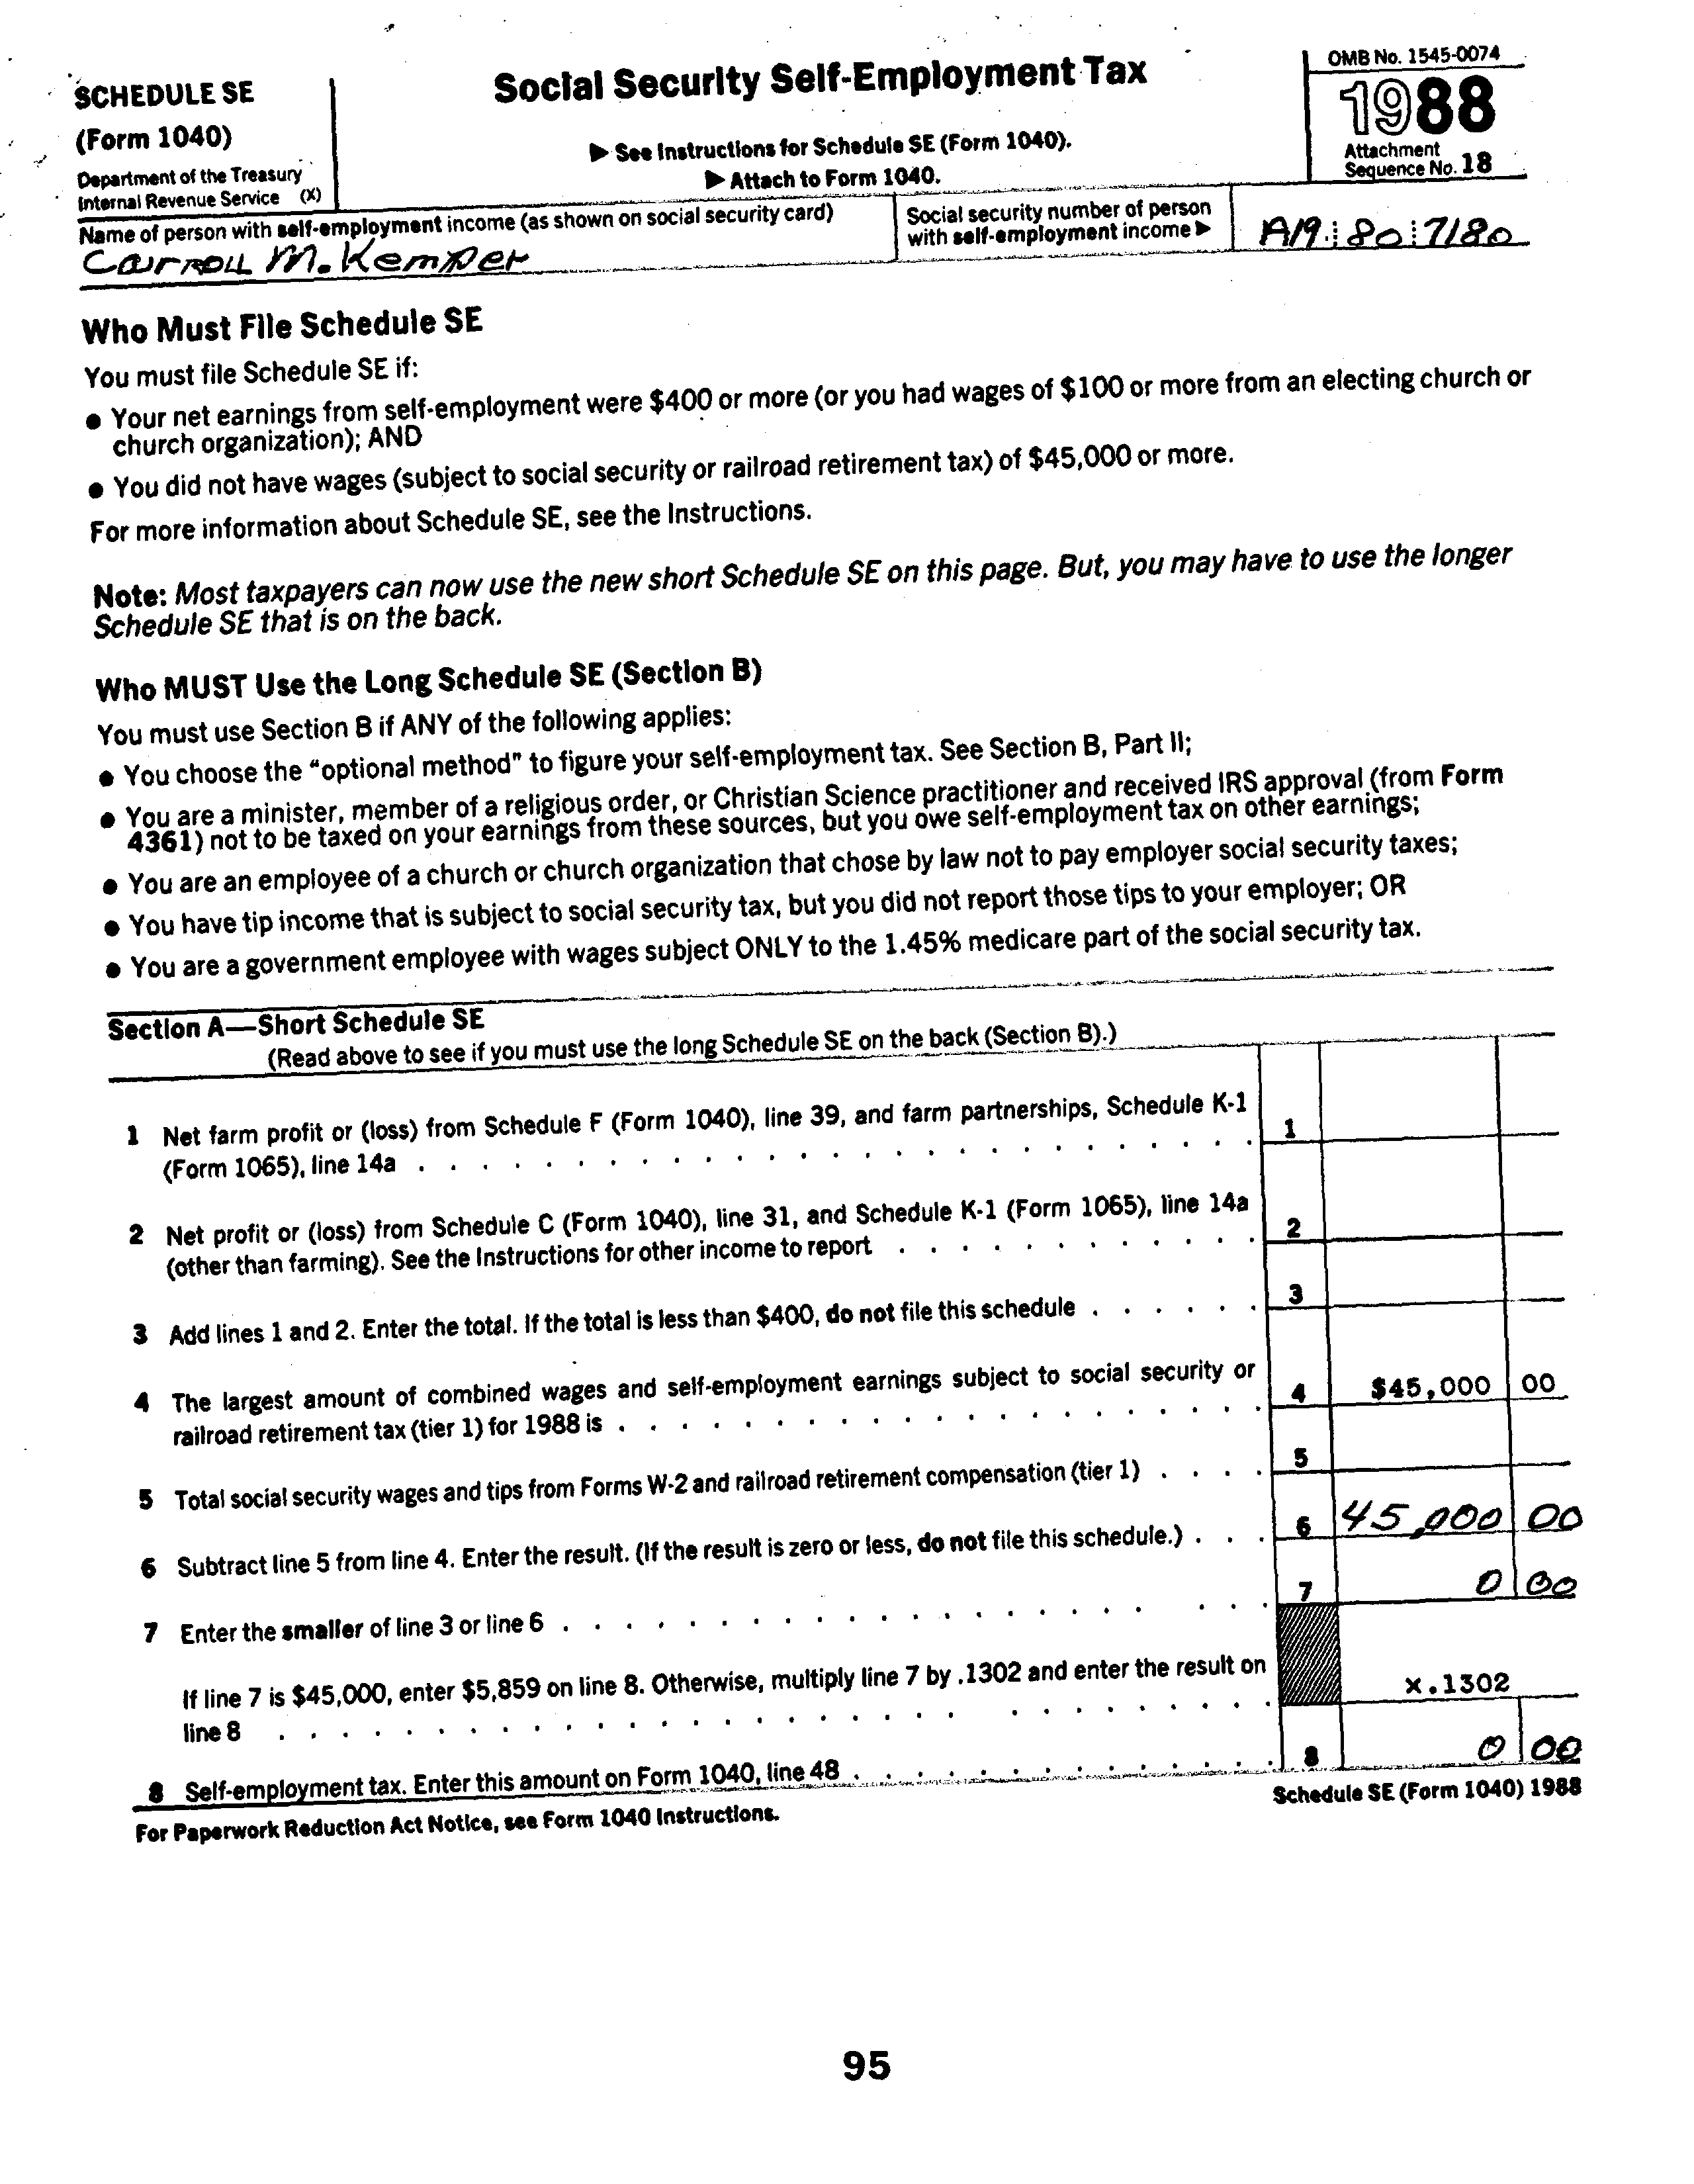 SCHEDULE SE
(Form 1040)
Department of the Treasury
Internal Revenue Service (X)
Social Security Self-Employment Tax
▶ See Instructions for Schedule SE (Form 1040).
▶ Attach to Form 1040.
OMB No. 1545-0074
1988
Attachment
Sequence No. 18
Name of person with self-employment income (as shown on social security card)
Carroll M. Kemper
Social security number of person
with self-employment income ▶
A19 80 7180
Who Must File Schedule SE
You must file Schedule SE if:
● Your net earnings from self-employment were $400 or more (or you had wages of $100 or more from an electing church or
church organization); AND
● You did not have wages (subject to social security or railroad retirement tax) of $45,000 or more.
For more information about Schedule SE, see the Instructions.
Note: Most taxpayers can now use the new short Schedule SE on this page. But, you may have to use the longer
Schedule SE that is on the back.
Who MUST Use the Long Schedule SE (Section B)
You must use Section B if ANY of the following applies:
● You choose the "optional method" to figure your self-employment tax. See Section B, Part II;
● You are a minister, member of a religious order, or Christian Science practitioner and received IRS approval (from Form
4361) not to be taxed on your earnings from these sources, but you owe self-employment tax on other earnings;
● You are an employee of a church or church organization that chose by law not to pay employer social security taxes;
● You have tip income that is subject to social security tax, but you did not report those tips to your employer; OR
● You are a government employee with wages subject ONLY to the 1.45% medicare part of the social security tax.
Section A—Short Schedule SE
(Read above to see if you must use the long Schedule SE on the back (Section B).)
1 Net farm profit or (loss) from Schedule F (Form 1040), line 39, and farm partnerships, Schedule K-1
(Form 1065), line 14a . . . . . . . . . . . . . . . . . . . . . . . . . . 1
2 Net profit or (loss) from Schedule C (Form 1040), line 31, and Schedule K-1 (Form 1065), line 14a
(other than farming). See the Instructions for other income to report . . . . . . . . . . . . 2
3 Add lines 1 and 2. Enter the total. If the total is less than $400, do not file this schedule . . . . . . 3
4 The largest amount of combined wages and self-employment earnings subject to social security or
railroad retirement tax (tier 1) for 1988 is . . . . . . . . . . . . . . . . . . . . 4 $45,000 00
5 Total social security wages and tips from Forms W-2 and railroad retirement compensation (tier 1) . . . . 5
6 Subtract line 5 from line 4. Enter the result. (If the result is zero or less, do not file this schedule.) . . . 6 45,000 00
7 Enter the smaller of line 3 or line 6 . . . . . . . . . . . . . . . . . . . . . . 7 0 00
If line 7 is $45,000, enter $5,859 on line 8. Otherwise, multiply line 7 by .1302 and enter the result on
line 8 . . . . . . . . . . . . . . . . . . . . . . . . . . . . . . x.1302
8 Self-employment tax. Enter this amount on Form 1040, line 48 . . . . . . . . . . . . . . 8 0 00
For Paperwork Reduction Act Notice, see Form 1040 Instructions.
Schedule SE (Form 1040) 1988
95